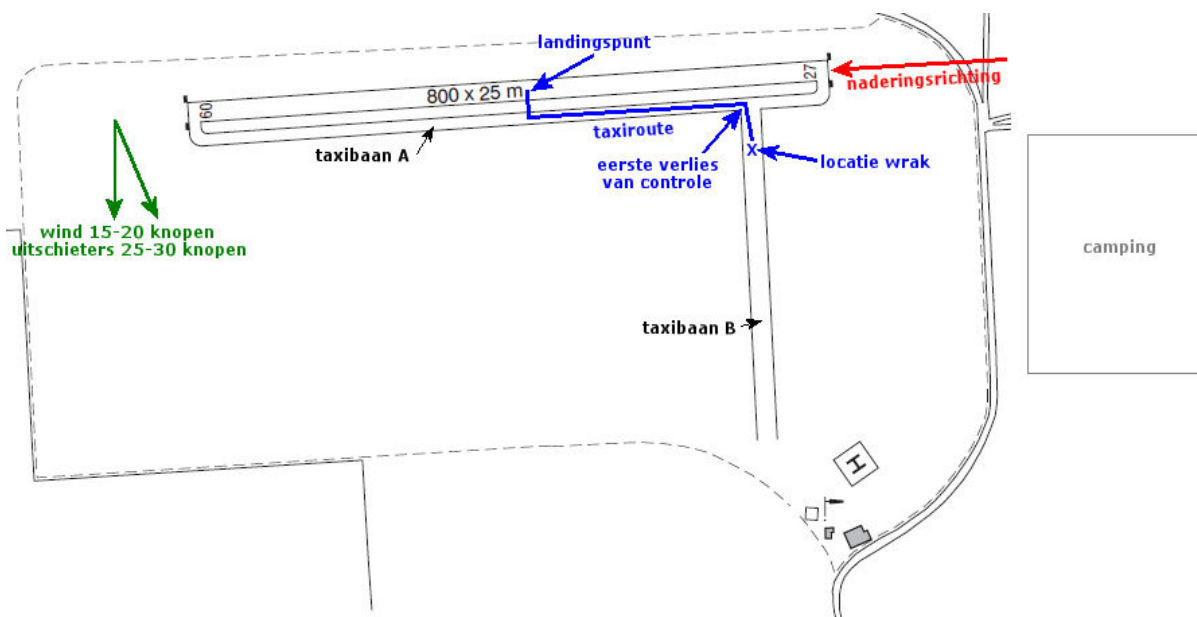 landingspunt
27
naderingsrichting
800 x 25 m
09
taxiroute
taxibaan A
eerste verlies
van controle
locatie wrak
wind 15-20 knopen
uitschieters 25-30 knopen
X
camping
taxibaan B
H